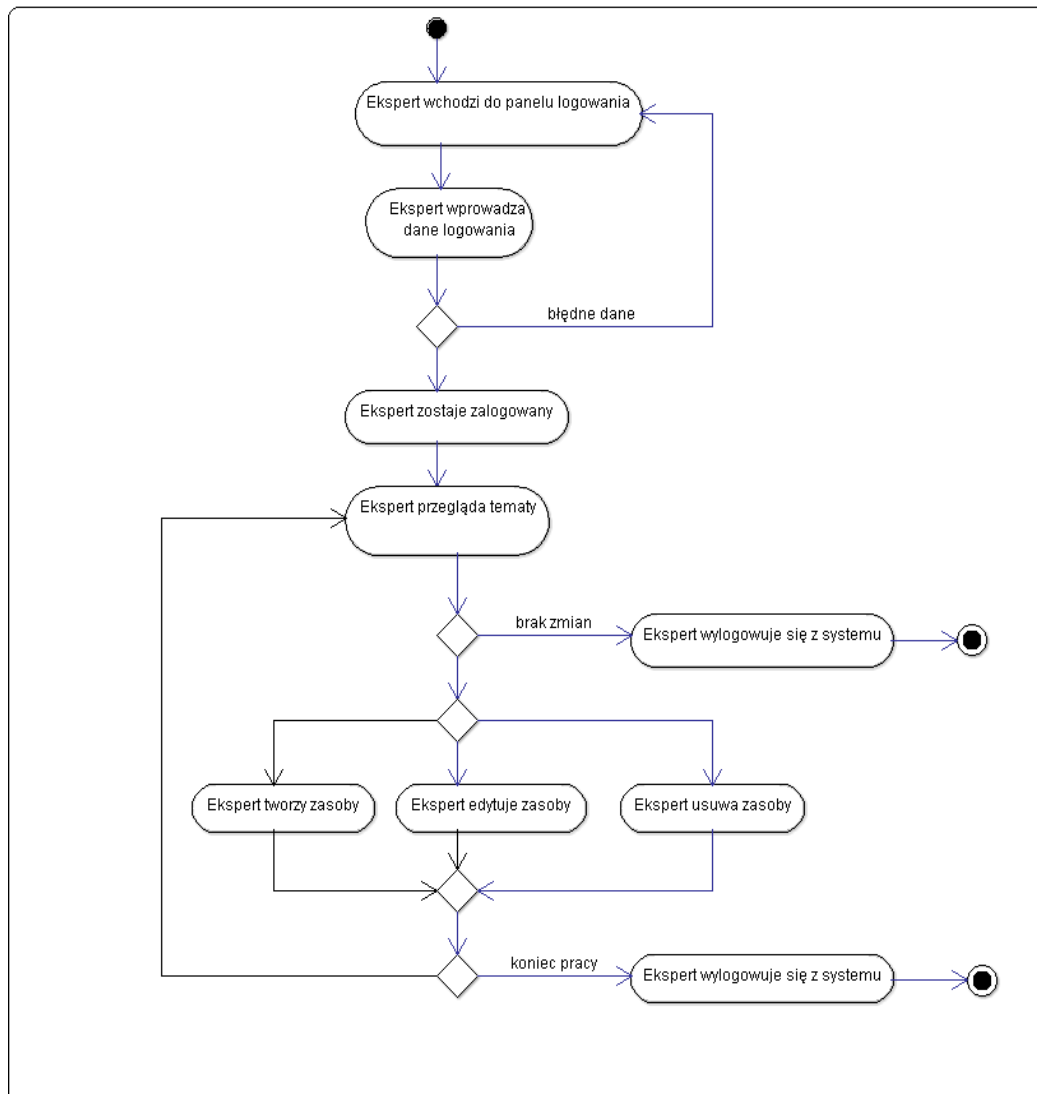 Ekspert wchodzi do panelu logowania
Ekspert wprowadza
dane logowania
błędne dane
Ekspert zostaje zalogowany
Ekspert przegląda tematy
brak zmian
Ekspert wylogowuje się z systemu
Ekspert tworzy zasoby
Ekspert edytuje zasoby
Ekspert usuwa zasoby
koniec pracy
Ekspert wylogowuje się z systemu